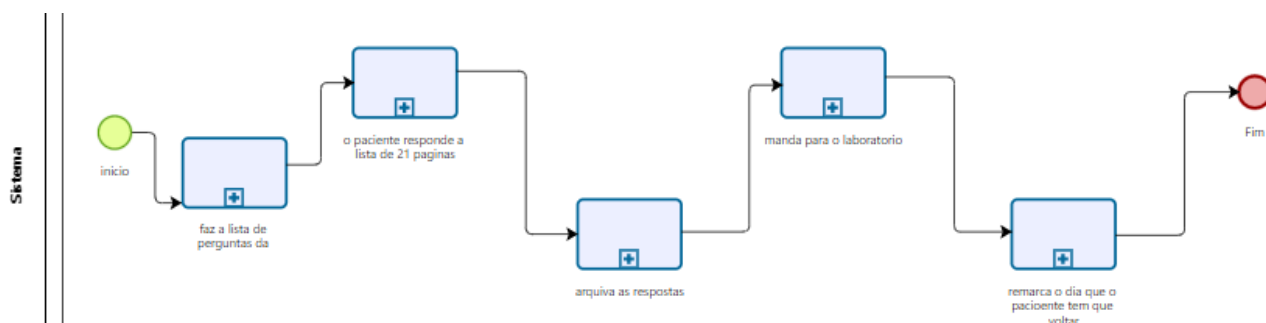 Sistema
inicio
faz a lista de
perguntas da
o paciente responde a
lista de 21 paginas
arquiva as respostas
manda para o laboratorio
remarca o dia que o
pacioente tem que
voltar
Fim